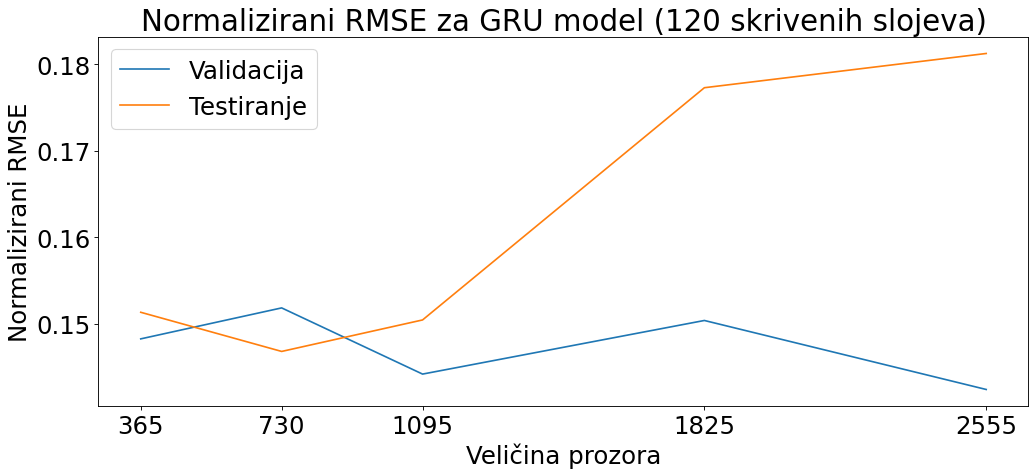 Normalizirani RMSE za GRU model (120 skrivenih slojeva)
Normalizirani RMSE
0.18
0.17
0.16
0.15
Validacija
Testiranje
365 730 1095 1825 2555
Veličina prozora